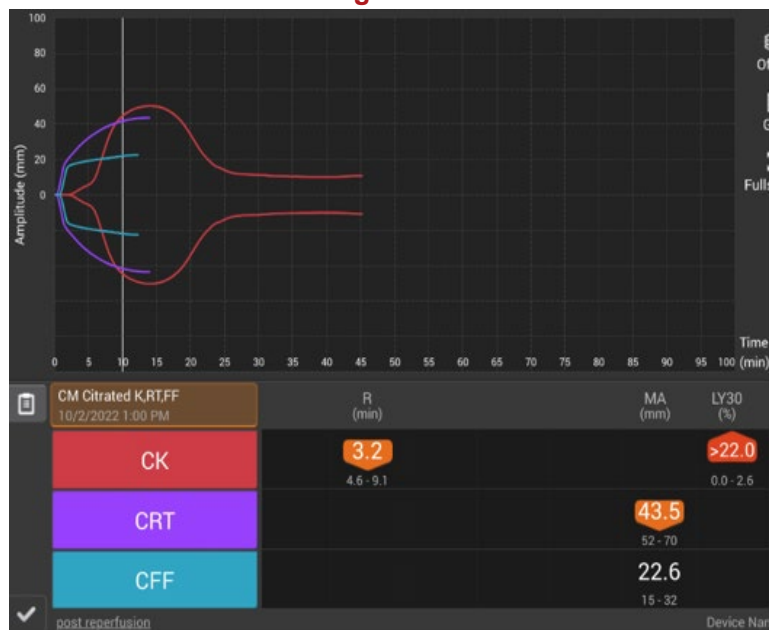 100
80
60
40
20
0
Amplitude (mm)
Time
0 5 10 15 20 25 30 35 40 45 50 55 60 65 70 75 80 85 90 95 100 (min)
CM Citrated K,RT,FF
10/2/2022 1:00 PM
R
(min)
MA
(mm)
LY30
(%)
CK
3.2
4.6 - 9.1
>22.0
0.0 - 2.6
CRT
43.5
52 - 70
CFF
22.6
15 - 32
post reperfusion
Device Nan